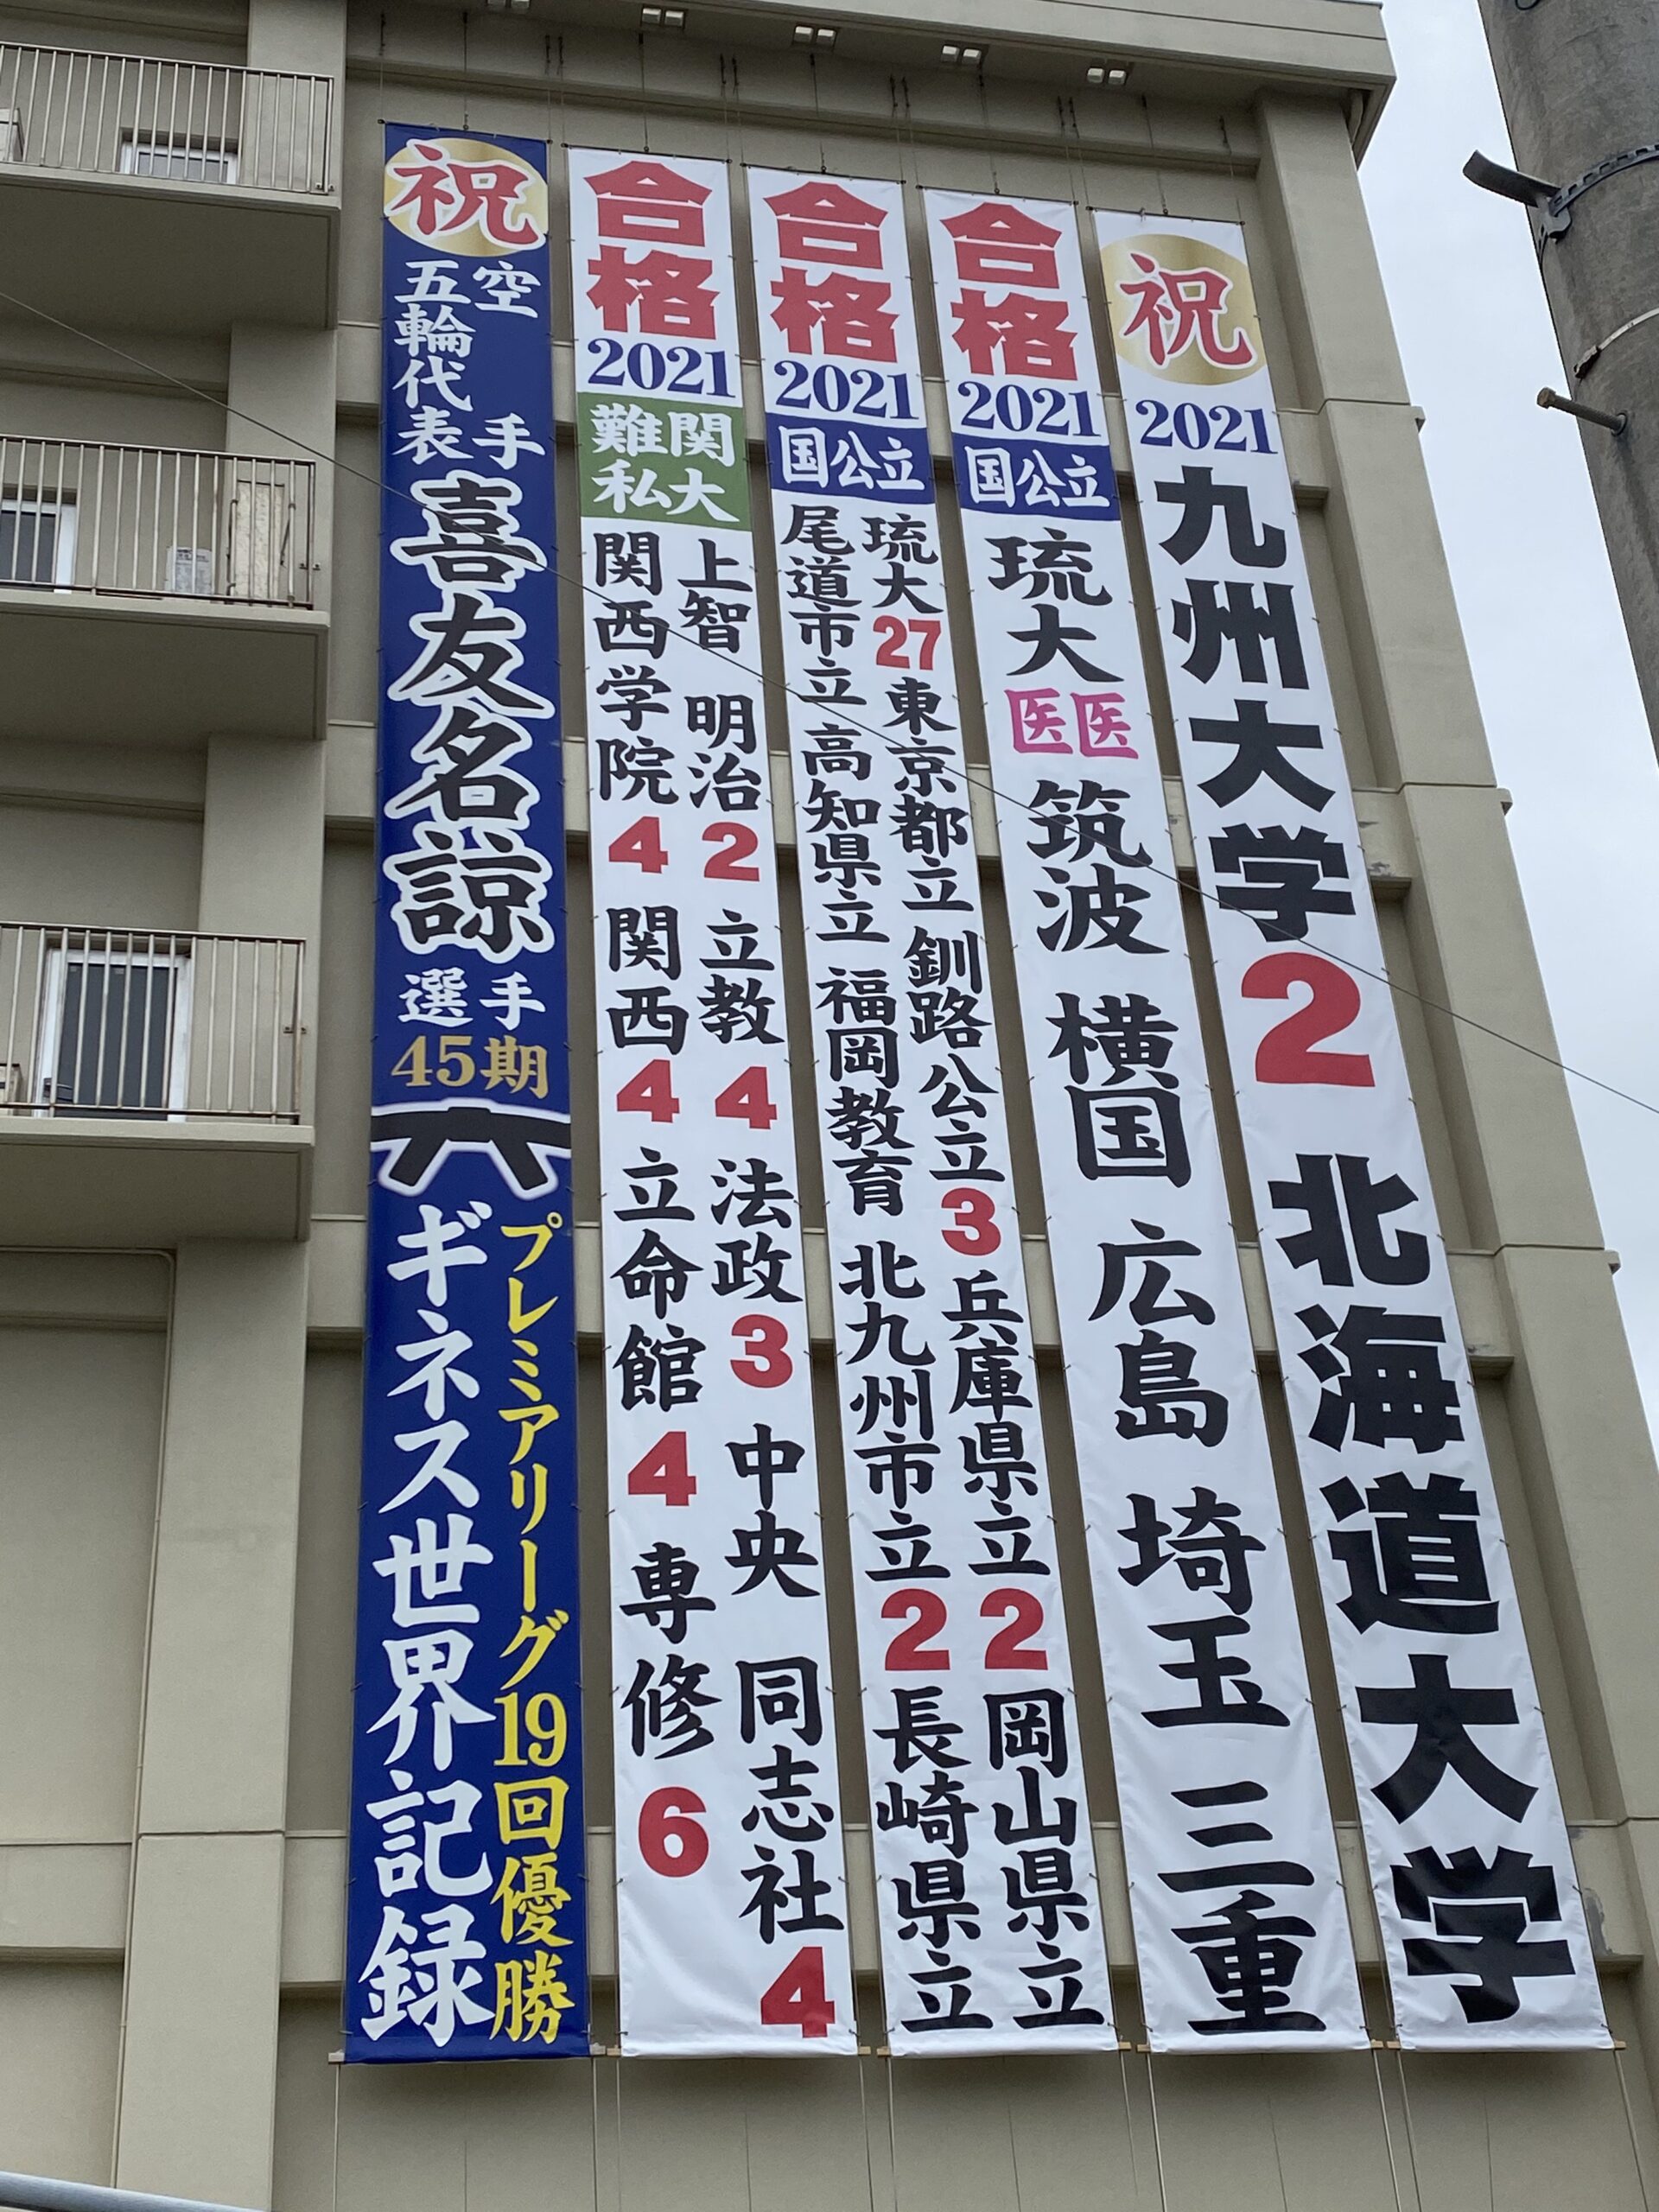 祝
2021
九州大学2 北海道大学
合格
2021
国公立
琉大医医 筑波 横国 広島 埼玉 三重
合格
2021
国公立
琉大27 東京都立 釧路公立3 兵庫県立2 岡山県立
尾道市立 高知県立 福岡教育 北九州市立2 長崎県立
合格
2021
難関
私大
上智 明治2 立教4 法政3 中央 同志社4
関西学院4 関西4 立命館4 専修6
祝
空手
五輪代表
喜友名諒
選手
45期
プレミアリーグ19回優勝
ギネス世界記録